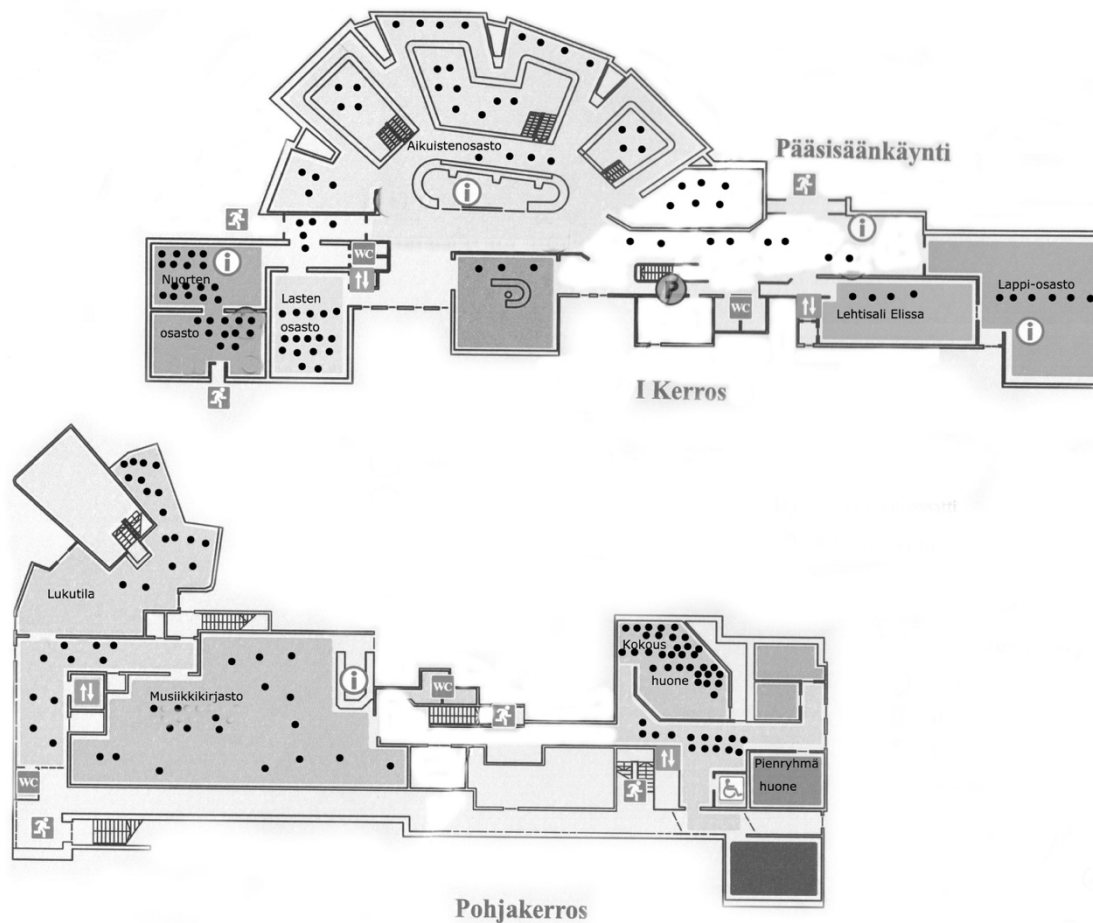 Aikuistenosasto
Pääsisäänkäynti
WC
Nuorten
osasto
Lasten
osasto
Lappi-osasto
Lehtisali Elissa
P
WC
I Kerros
Lukutila
Kokous
huone
Musiikkikirjasto
WC
Pienryhmä
huone
WC
Pohjakerros